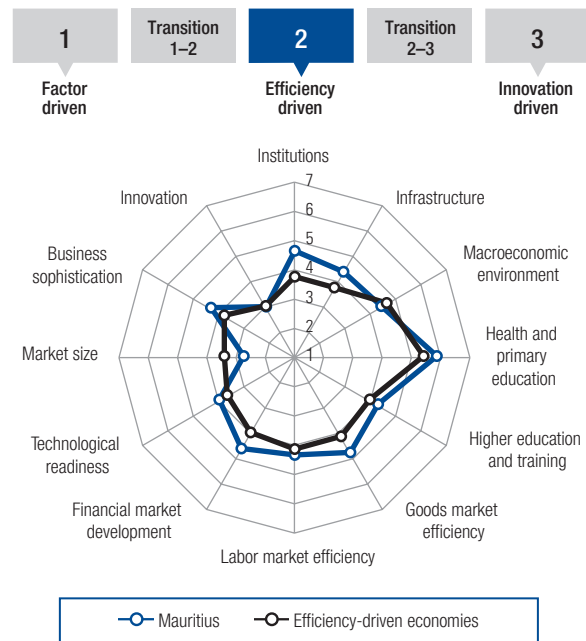 1
Transition
1–2
2
Transition
2–3
3
Factor
driven
Efficiency
driven
Innovation
driven
Institutions
7
Innovation
6
Infrastructure
5
Business
sophistication
4
Macroeconomic
environment
3
2
Market size
1
Health and
primary
education
Technological
readiness
Higher education
and training
Financial market
development
Goods market
efficiency
Labor market efficiency
Mauritius
Efficiency-driven economies